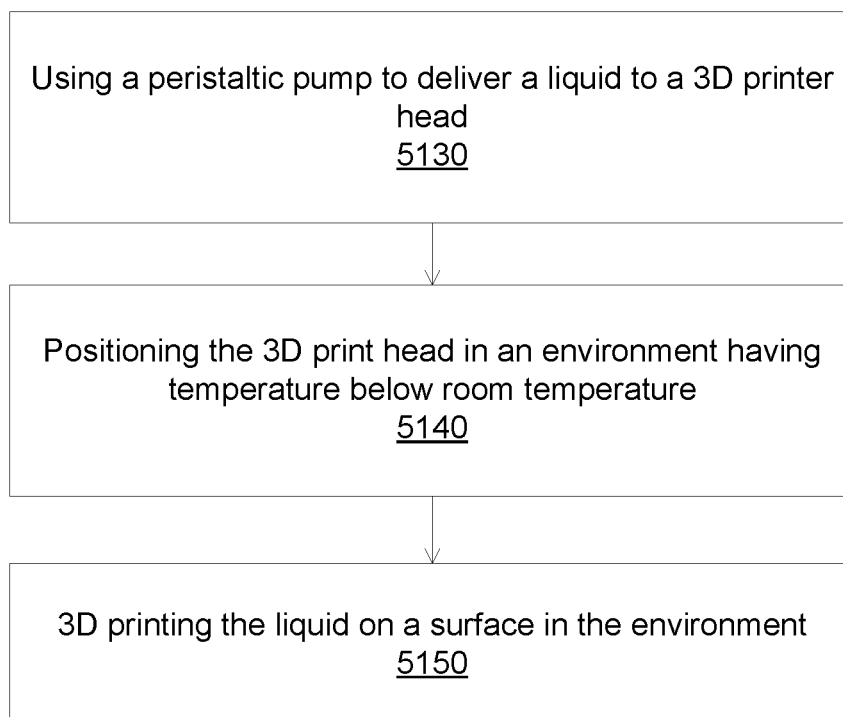 Using a peristaltic pump to deliver a liquid to a 3D printer
head
5130
Positioning the 3D print head in an environment having
temperature below room temperature
5140
3D printing the liquid on a surface in the environment
5150